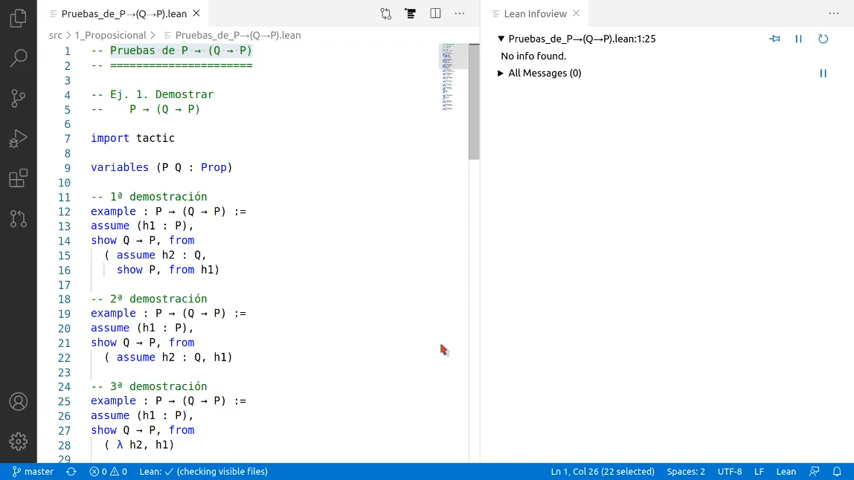 Pruebas_de_P→(Q→P).lean
Lean Infoview
src > 1_Proposicional > Pruebas_de_P→(Q→P).lean
1 -- Pruebas de P → (Q → P)
2 -- ======================
3
4 -- Ej. 1. Demostrar
5 --    P → (Q → P)
6
7 import tactic
8
9 variables (P Q : Prop)
10
11 -- 1ª demostración
12 example : P → (Q → P) :=
13 assume (h1 : P),
14 show Q → P, from
15   ( assume h2 : Q,
16     show P, from h1)
17
18 -- 2ª demostración
19 example : P → (Q → P) :=
20 assume (h1 : P),
21 show Q → P, from
22   ( assume h2 : Q, h1)
23
24 -- 3ª demostración
25 example : P → (Q → P) :=
26 assume (h1 : P),
27 show Q → P, from
28   ( λ h2, h1)
29
Pruebas_de_P→(Q→P).lean:1:25
No info found.
All Messages (0)
master
0 0
Lean: ✓ (checking visible files)
Ln 1, Col 26 (22 selected)
Spaces: 2
UTF-8
LF
Lean